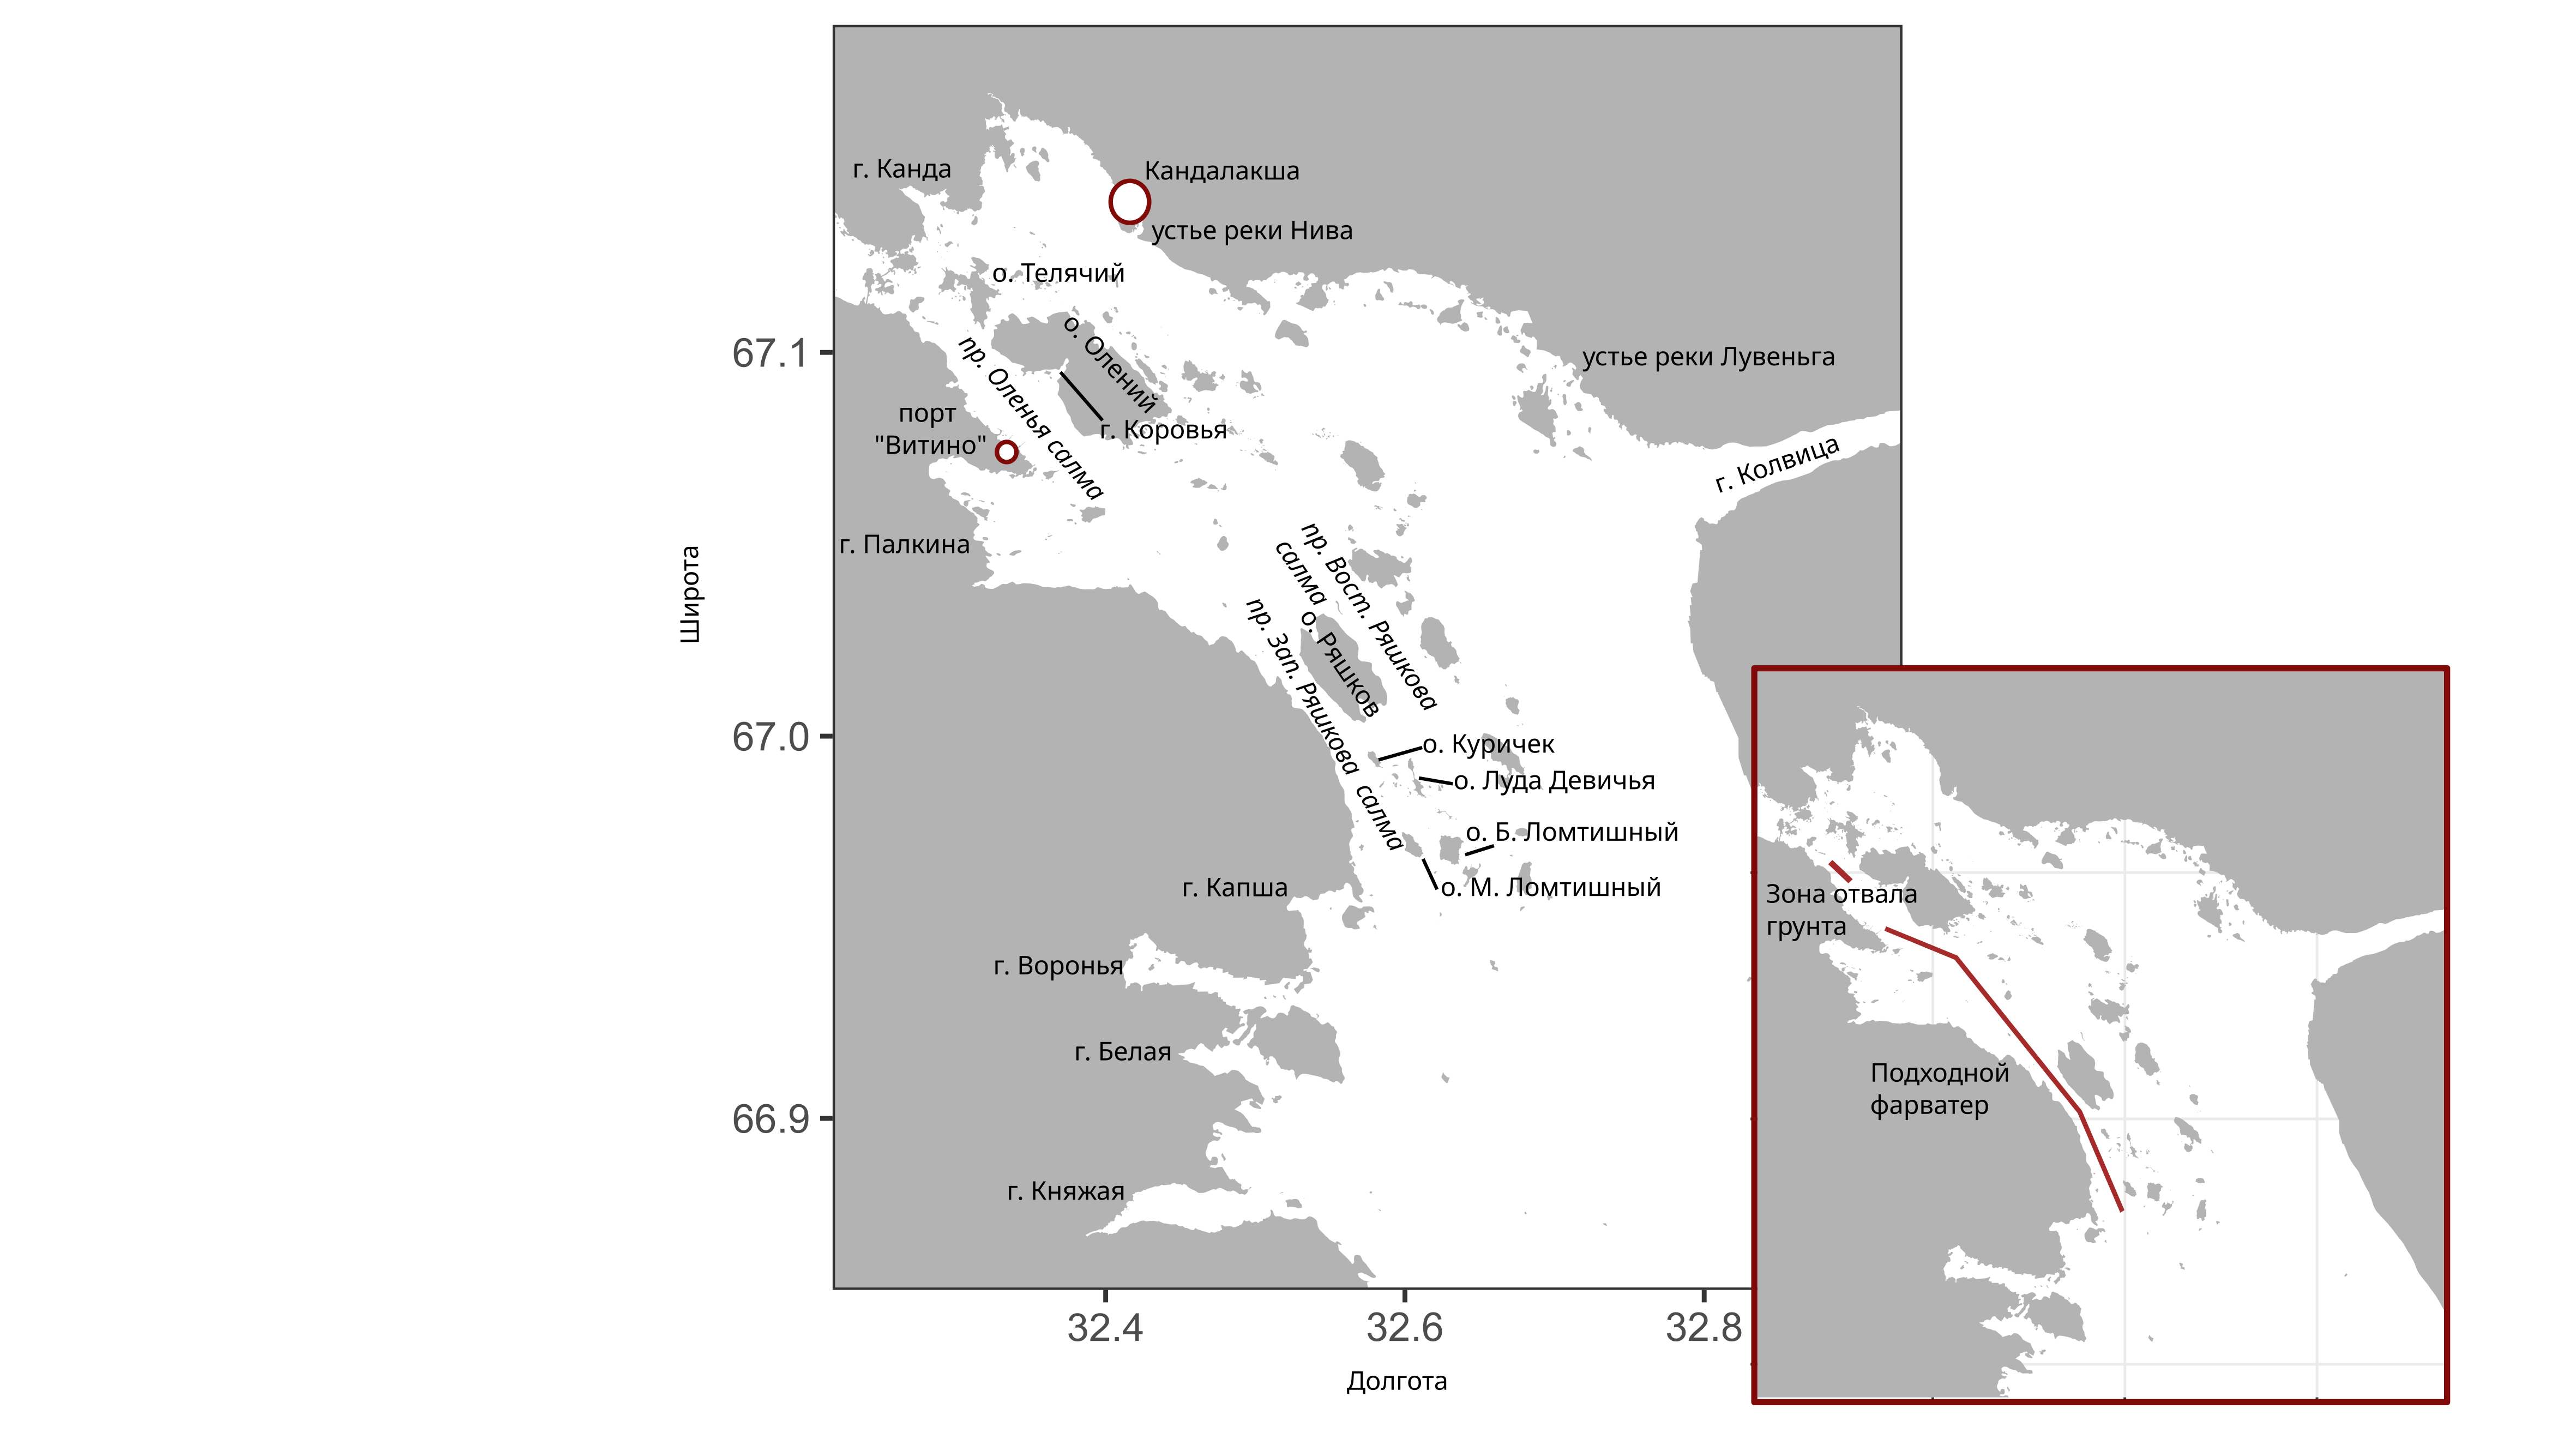 г. Канда
Кандалакша
устье реки Нива
о. Телячий
о. Олений
пр. Оленья салма
г. Коровья
устье реки Лувеньга
67.1
порт
"Витино"
г. Колвица
г. Палкина
Широта
пр. Вост. Ряшкова
салма
о. Ряшков
пр. Зап. Ряшкова салма
67.0
о. Куричек
о. Луда Девичья
о. Б. Ломтишный
о. М. Ломтишный
г. Капша
г. Воронья
г. Белая
66.9
г. Княжая
32.4
32.6
32.8
Долгота
Зона отвала
грунта
Подходной
фарватер